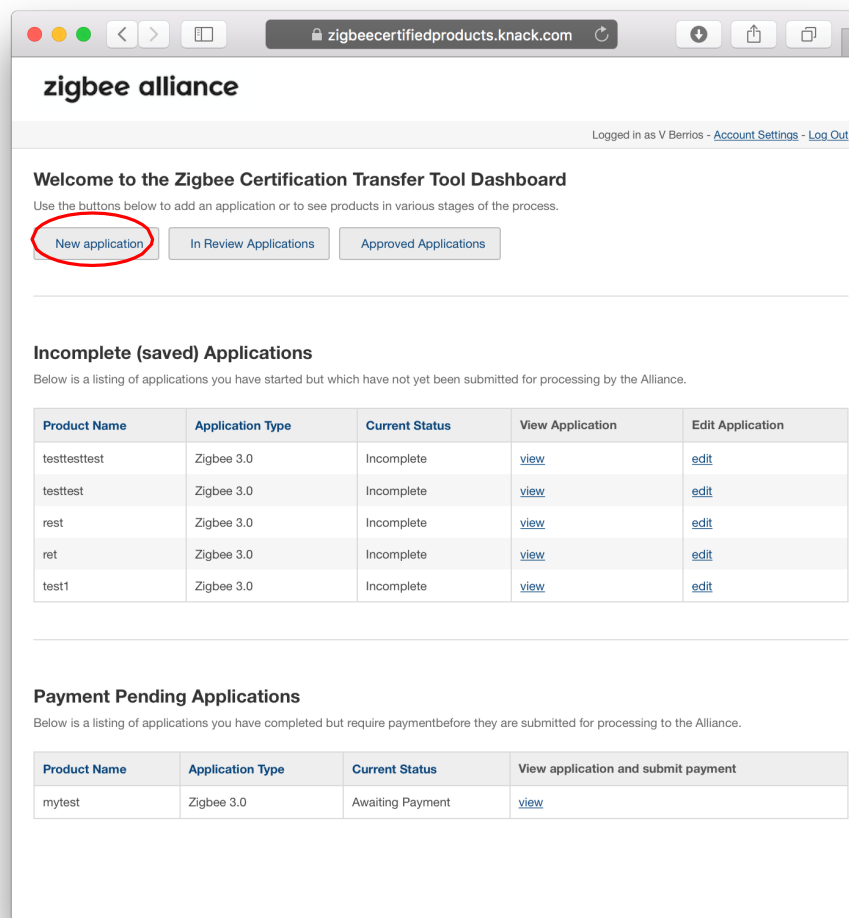 zigbeecertifiedproducts.knack.com
zigbee alliance
Logged in as V Berrios - Account Settings - Log Out
Welcome to the Zigbee Certification Transfer Tool Dashboard
Use the buttons below to add an application or to see products in various stages of the process.
New application In Review Applications Approved Applications
Incomplete (saved) Applications
Below is a listing of applications you have started but which have not yet been submitted for processing by the Alliance.
Product Name Application Type Current Status View Application Edit Application
testtesttest Zigbee 3.0 Incomplete view edit
testtest Zigbee 3.0 Incomplete view edit
rest Zigbee 3.0 Incomplete view edit
ret Zigbee 3.0 Incomplete view edit
test1 Zigbee 3.0 Incomplete view edit
Payment Pending Applications
Below is a listing of applications you have completed but require paymentbefore they are submitted for processing to the Alliance.
Product Name Application Type Current Status View application and submit payment
mytest Zigbee 3.0 Awaiting Payment view